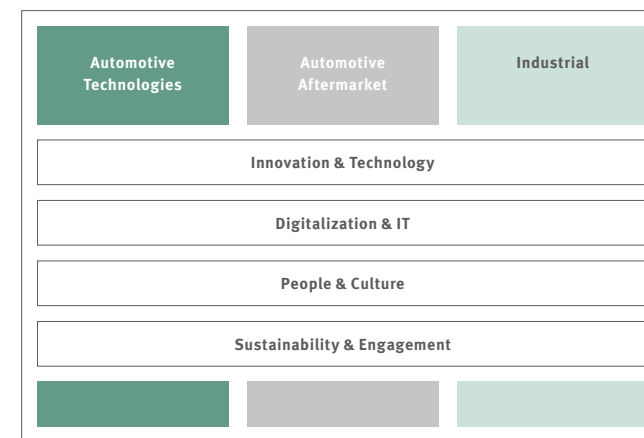 Automotive
Technologies
Automotive
Aftermarket
Industrial
Innovation & Technology
Digitalization & IT
People & Culture
Sustainability & Engagement